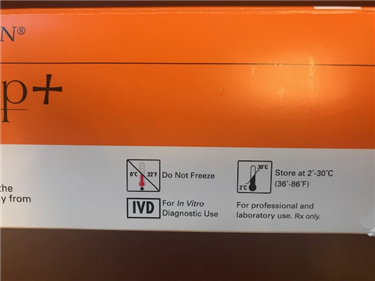 N®
p+
the
y from
0°C 32°F Do Not Freeze
30°C
2°C
Store at 2°-30°C
(36°-86°F)
IVD
For In Vitro
Diagnostic Use
For professional and
laboratory use. Rx only.